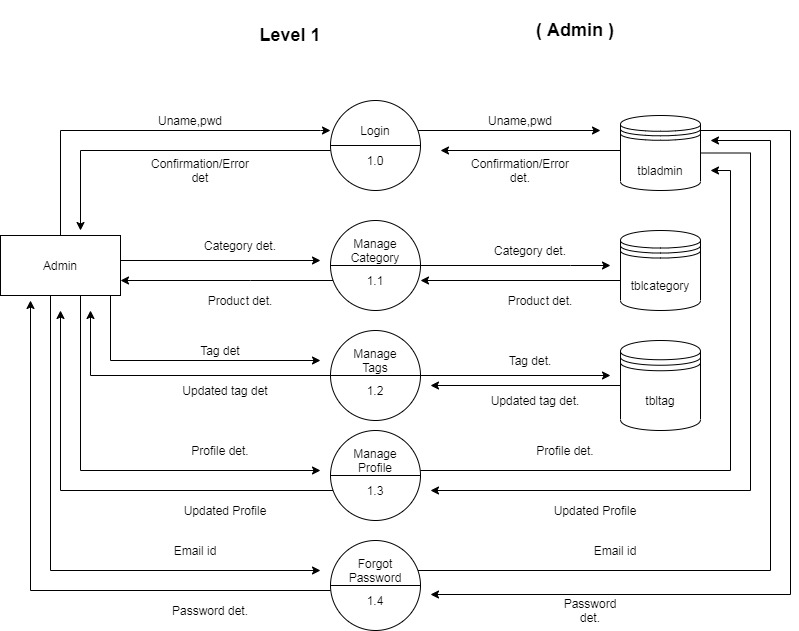 Level 1
( Admin )
Uname,pwd
Login
1.0
Uname,pwd
Confirmation/Error
det
Confirmation/Error
det.
tbladmin
Admin
Category det.
Manage
Category
1.1
Category det.
Product det.
Product det.
tblcategory
Tag det
Manage
Tags
1.2
Tag det.
Updated tag det
Updated tag det.
tbltag
Profile det.
Manage
Profile
1.3
Profile det.
Updated Profile
Updated Profile
Email id
Forgot
Password
1.4
Email id
Password det.
Password
det.